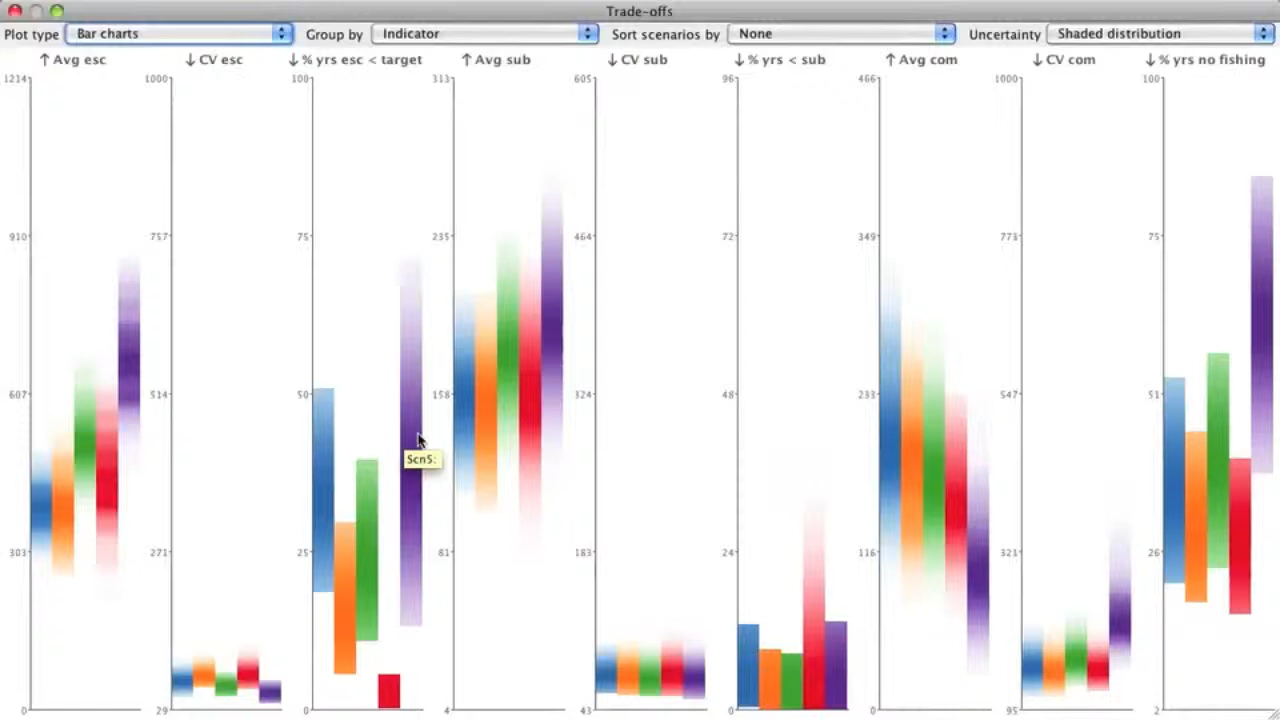 Trade-offs
Plot type Bar charts Group by Indicator Sort scenarios by None Uncertainty Shaded distribution
↑ Avg esc ↓ CV esc ↓ % yrs esc < target ↑ Avg sub ↓ CV sub ↓ % yrs < sub ↑ Avg com ↓ CV com ↓ % yrs no fishing
1214 1000 100 313 605 96 466 1000 100
910 757 75 235 464 72 349 773 75
607 514 50 158 324 48 233 547 51
Scn5:
303 271 25 81 183 24 116 321 26
0 29 0 4 43 0 0 95 2